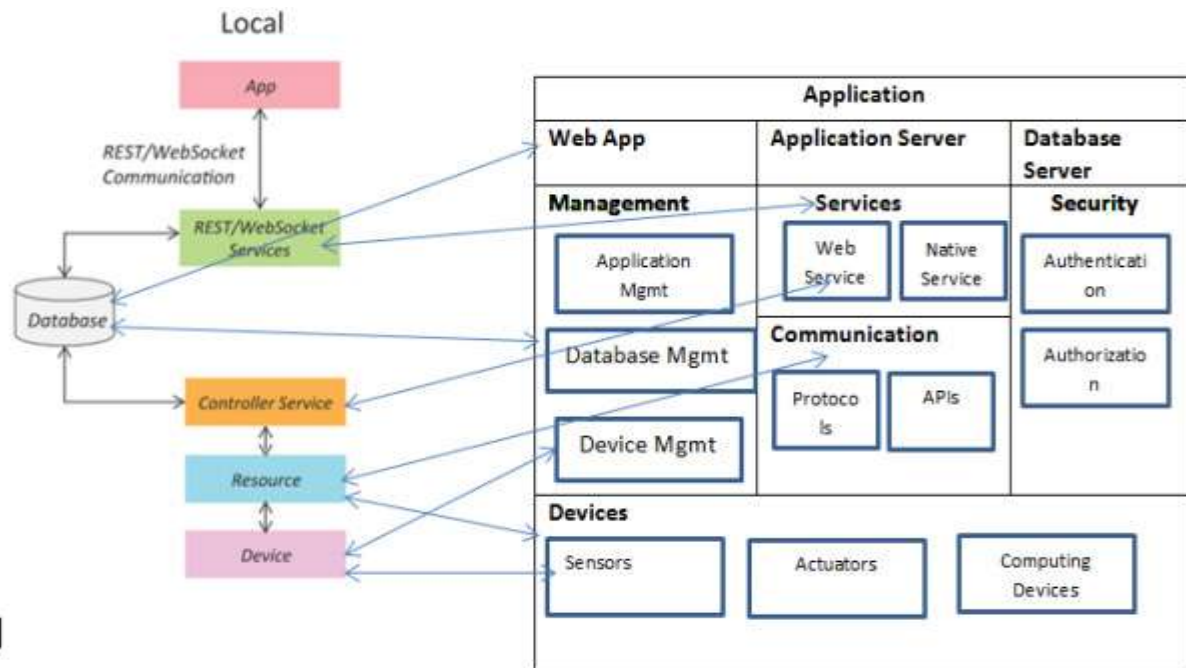 Local
App
REST/WebSocket
Communication
REST/WebSocket
Services
Database
Controller Service
Resource
Device
Application
Web App
Application Server
Database
Server
Management
Services
Security
Application
Mgmt
Web
Service
Native
Service
Authenticati
on
Database Mgmt
Communication
Authorizatio
n
Device Mgmt
Protoco
ls
APIs
Devices
Sensors
Actuators
Computing
Devices